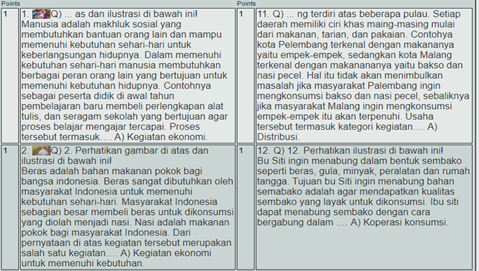 Points
Points
1
1. Q) ... as dan ilustrasi di bawah ini!
Manusia adalah makhluk sosial yang
membutuhkan bantuan orang lain dan mampu
memenuhi kebutuhan sehari-hari untuk
keberlangsungan hidupnya. Dalam memenuhi
kebutuhan sehari-hari manusia membutuhkan
berbagai peran orang lain yang bertujuan untuk
memenuhi kebutuhan hidupnya. Contohnya
sebagai peserta didik di awal tahun
pembelajaran baru membeli perlengkapan alat
tulis, dan seragam sekolah yang bertujuan agar
proses belajar mengajar tercapai. Proses
tersebut termasuk.... A) Kegiatan ekonomi.
1
11. Q) ... ng terdiri atas beberapa pulau. Setiap
daerah memiliki ciri khas maing-masing mulai
dari makanan, tarian, dan pakaian. Contohya
kota Pelembang terkenal dengan makananya
yaitu empek-empek, sedangkan kota Malang
terkenal dengan makanananya yaitu bakso dan
nasi pecel. Hal itu tidak akan menimbulkan
masalah jika masyarakat Palembang ingin
mengkonsumsi bakso dan nasi pecel, sebaliknya
jika masyarakat Malang ingin mengkonsumsi
empek-empek itu akan terpenuhi. Usaha
tersebut termasuk kategori kegiatan.... A)
Distribusi.
1
2. Q) 2. Perhatikan gambar di atas dan
ilustrasi di bawah ini!
Beras adalah bahan makanan pokok bagi
bangsa indonesia. Beras sangat dibutuhkan oleh
masyarakat Indonesia untuk memenuhi
kebutuhan sehari-hari. Masyarakat Indonesia
sebagian besar membeli beras untuk dikonsumsi
yang diolah menjadi nasi. Nasi adalah makanan
pokok bagi masyarakat Indonesia. Dari
pernyataan di atas kegiatan tersebut merupakan
salah satu kegiatan.... A) Kegiatan ekonomi
untuk memenuhi kebutuhan.
1
12. Q) 12. Perhatikan ilustrasi di bawah ini!
Bu Siti ingin menabung dalam bentuk sembako
seperti beras, gula, minyak, peralatan dan rumah
tangga. Tujuan bu Siti ingin menabung bahan
semabako adalah agar mendapatkan kualitas
sembako yang layak untuk dikonsumsi. Ibu siti
dapat menabung sembako dengan cara
bergabung dalam .... A) Koperasi konsumsi.